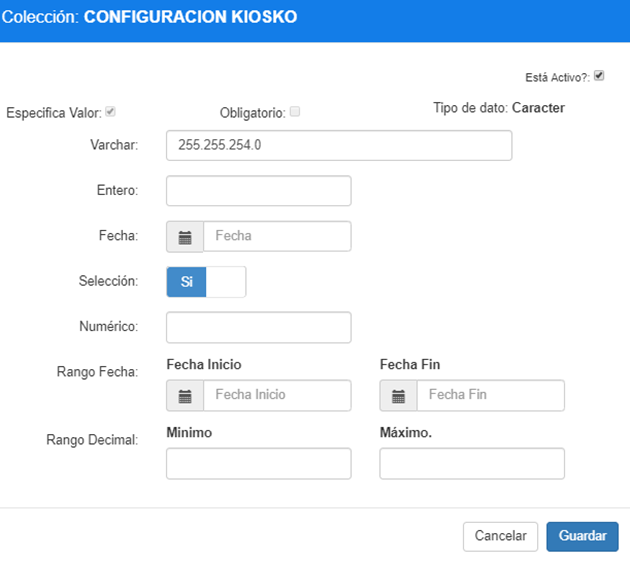 Colección: CONFIGURACION KIOSKO
Está Activo?:
Especifica Valor: Obligatorio: Tipo de dato: Caracter
Varchar: 255.255.254.0
Entero:
Fecha: Fecha
Selección: Si
Numérico:
Rango Fecha: Fecha Inicio Fecha Fin
Fecha Inicio Fecha Fin
Rango Decimal: Minimo Máximo.
Cancelar Guardar